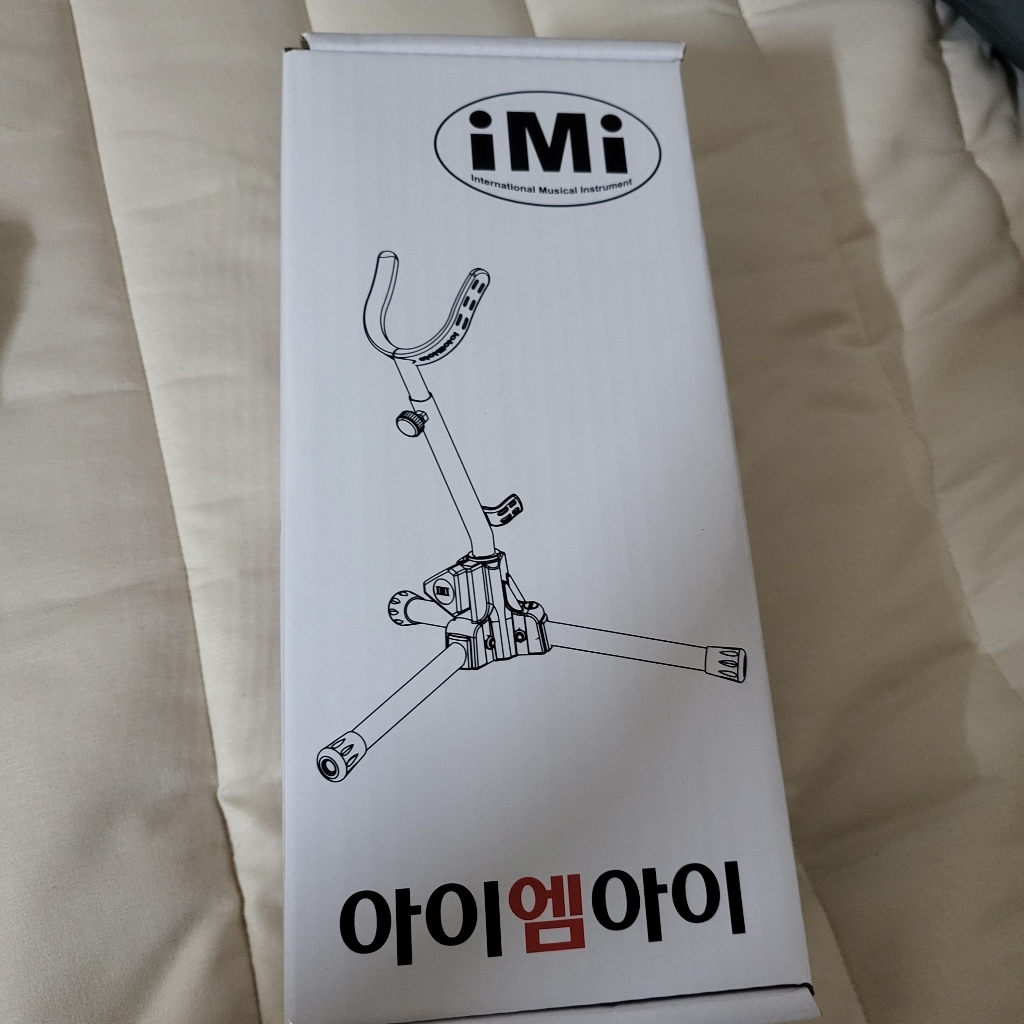 iMi
International Musical Instrument
아이엠아이